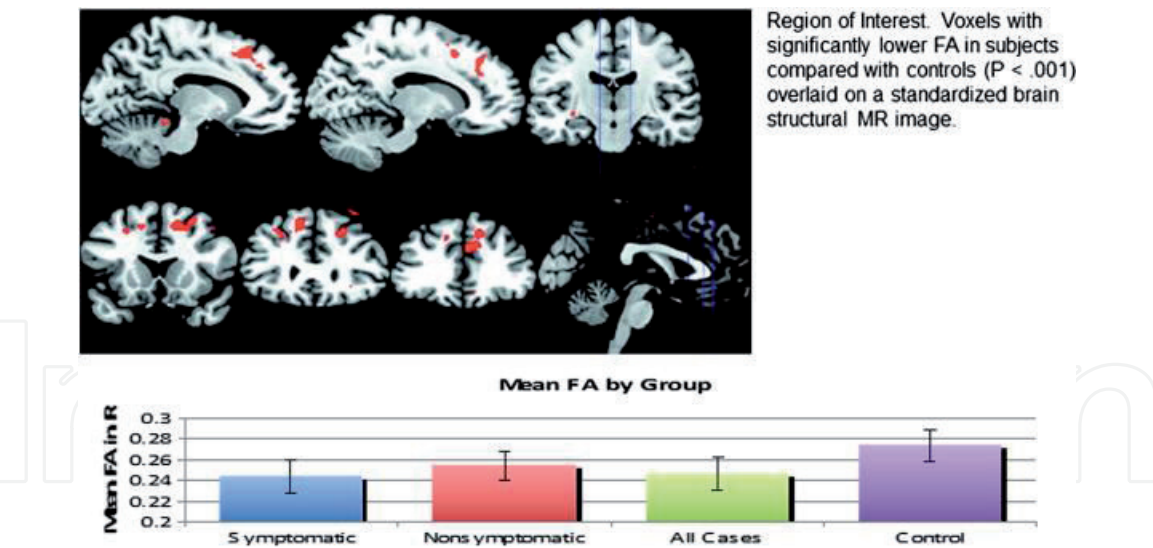 Region of Interest. Voxels with
significantly lower FA in subjects
compared with controls (P < .001)
overlaid on a standardized brain
structural MR image.
Mean FA by Group
Mean FA in R
0.3
0.28
0.26
0.24
0.22
0.2
Symptomatic
Nonsymptomatic
All Cases
Control